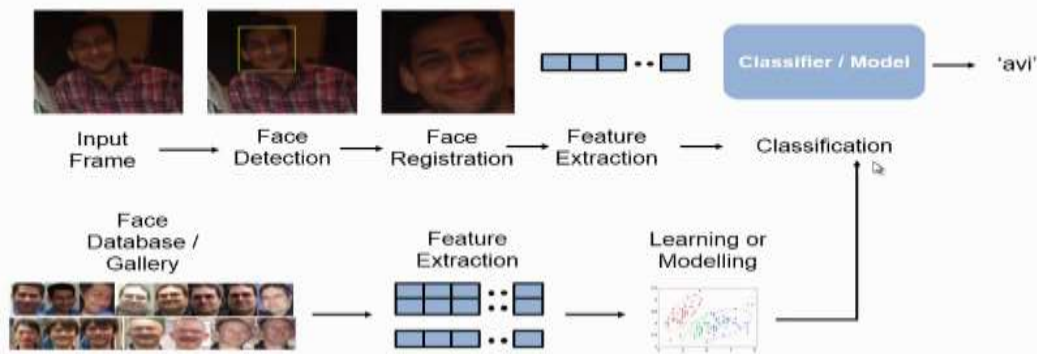 Classifier / Model
'avi'
Input
Frame
Face
Detection
Face
Registration
Feature
Extraction
Classification
Face
Database /
Gallery
Feature
Extraction
Learning or
Modelling